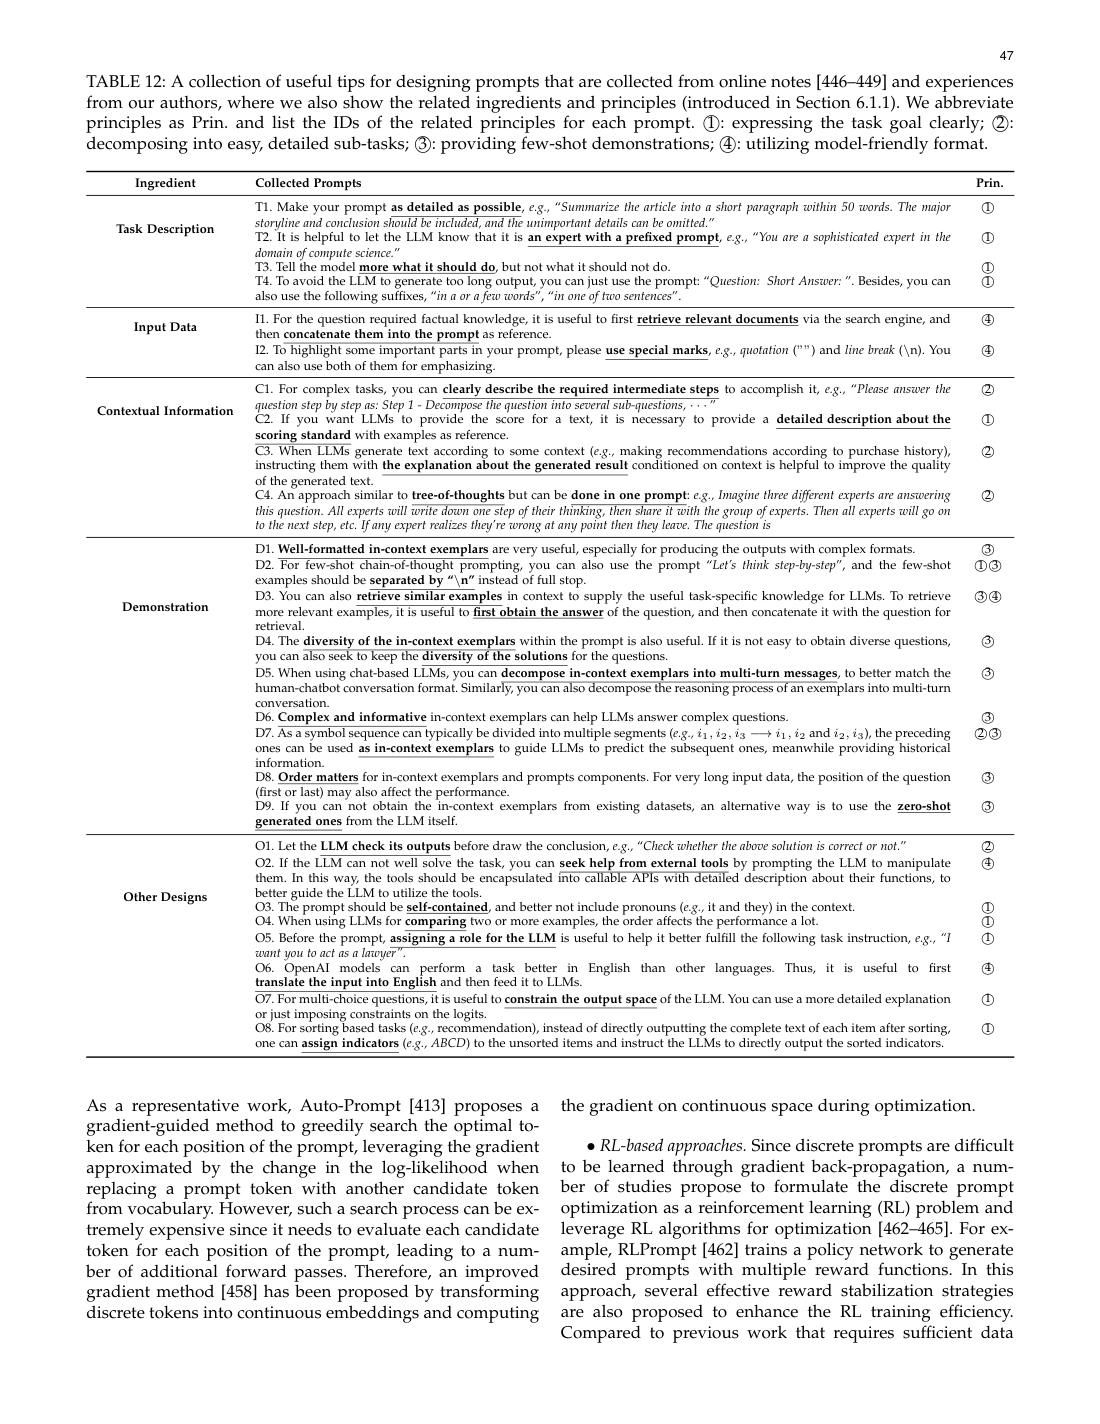 47
TABLE 12: A collection of useful tips for designing prompts that are collected from online notes [446–449] and experiences
from our authors, where we also show the related ingredients and principles (introduced in Section 6.1.1). We abbreviate
principles as Prin. and list the IDs of the related principles for each prompt. ①: expressing the task goal clearly; ②:
decomposing into easy, detailed sub-tasks; ③: providing few-shot demonstrations; ④: utilizing model-friendly format.
Ingredient Collected Prompts Prin.
Task Description
T1. Make your prompt as detailed as possible, e.g., “Summarize the article into a short paragraph within 50 words. The major ①
storyline and conclusion should be included, and the unimportant details can be omitted.”
T2. It is helpful to let the LLM know that it is an expert with a prefixed prompt, e.g., “You are a sophisticated expert in the ①
domain of compute science.”
T3. Tell the model more what it should do, but not what it should not do. ①
T4. To avoid the LLM to generate too long output, you can just use the prompt: “Question: Short Answer: ”. Besides, you can ①
also use the following suffixes, “in a or a few words”, “in one of two sentences”.
Input Data
I1. For the question required factual knowledge, it is useful to first retrieve relevant documents via the search engine, and ④
then concatenate them into the prompt as reference.
I2. To highlight some important parts in your prompt, please use special marks, e.g., quotation (””) and line break (\n). You ④
can also use both of them for emphasizing.
Contextual Information
C1. For complex tasks, you can clearly describe the required intermediate steps to accomplish it, e.g., “Please answer the ②
question step by step as: Step 1 - Decompose the question into several sub-questions, · · · ”
C2. If you want LLMs to provide the score for a text, it is necessary to provide a detailed description about the ①
scoring standard with examples as reference.
C3. When LLMs generate text according to some context (e.g., making recommendations according to purchase history), ②
instructing them with the explanation about the generated result conditioned on context is helpful to improve the quality
of the generated text.
C4. An approach similar to tree-of-thoughts but can be done in one prompt: e.g., Imagine three different experts are answering ②
this question. All experts will write down one step of their thinking, then share it with the group of experts. Then all experts will go on
to the next step, etc. If any expert realizes they're wrong at any point then they leave. The question is
Demonstration
D1. Well-formatted in-context exemplars are very useful, especially for producing the outputs with complex formats. ③
D2. For few-shot chain-of-thought prompting, you can also use the prompt “Let's think step-by-step”, and the few-shot ①③
examples should be separated by “\n” instead of full stop.
D3. You can also retrieve similar examples in context to supply the useful task-specific knowledge for LLMs. To retrieve ③④
more relevant examples, it is useful to first obtain the answer of the question, and then concatenate it with the question for
retrieval.
D4. The diversity of the in-context exemplars within the prompt is also useful. If it is not easy to obtain diverse questions, ③
you can also seek to keep the diversity of the solutions for the questions.
D5. When using chat-based LLMs, you can decompose in-context exemplars into multi-turn messages, to better match the ③
human-chatbot conversation format. Similarly, you can also decompose the reasoning process of an exemplars into multi-turn
conversation.
D6. Complex and informative in-context exemplars can help LLMs answer complex questions. ③
D7. As a symbol sequence can typically be divided into multiple segments (e.g., i₁, i₂, i₃ ⟶ i₁, i₂ and i₂, i₃), the preceding ②③
ones can be used as in-context exemplars to guide LLMs to predict the subsequent ones, meanwhile providing historical
information.
D8. Order matters for in-context exemplars and prompts components. For very long input data, the position of the question ③
(first or last) may also affect the performance.
D9. If you can not obtain the in-context exemplars from existing datasets, an alternative way is to use the zero-shot ③
generated ones from the LLM itself.
Other Designs
O1. Let the LLM check its outputs before draw the conclusion, e.g., “Check whether the above solution is correct or not.” ②
O2. If the LLM can not well solve the task, you can seek help from external tools by prompting the LLM to manipulate ④
them. In this way, the tools should be encapsulated into callable APIs with detailed description about their functions, to
better guide the LLM to utilize the tools.
O3. The prompt should be self-contained, and better not include pronouns (e.g., it and they) in the context. ①
O4. When using LLMs for comparing two or more examples, the order affects the performance a lot. ①
O5. Before the prompt, assigning a role for the LLM is useful to help it better fulfill the following task instruction, e.g., “I ①
want you to act as a lawyer”.
O6. OpenAI models can perform a task better in English than other languages. Thus, it is useful to first ④
translate the input into English and then feed it to LLMs.
O7. For multi-choice questions, it is useful to constrain the output space of the LLM. You can use a more detailed explanation ①
or just imposing constraints on the logits.
O8. For sorting based tasks (e.g., recommendation), instead of directly outputting the complete text of each item after sorting, ①
one can assign indicators (e.g., ABCD) to the unsorted items and instruct the LLMs to directly output the sorted indicators.
As a representative work, Auto-Prompt [413] proposes a
gradient-guided method to greedily search the optimal to-
ken for each position of the prompt, leveraging the gradient
approximated by the change in the log-likelihood when
replacing a prompt token with another candidate token
from vocabulary. However, such a search process can be ex-
tremely expensive since it needs to evaluate each candidate
token for each position of the prompt, leading to a num-
ber of additional forward passes. Therefore, an improved
gradient method [458] has been proposed by transforming
discrete tokens into continuous embeddings and computing
the gradient on continuous space during optimization.
• RL-based approaches. Since discrete prompts are difficult
to be learned through gradient back-propagation, a num-
ber of studies propose to formulate the discrete prompt
optimization as a reinforcement learning (RL) problem and
leverage RL algorithms for optimization [462–465]. For ex-
ample, RLPrompt [462] trains a policy network to generate
desired prompts with multiple reward functions. In this
approach, several effective reward stabilization strategies
are also proposed to enhance the RL training efficiency.
Compared to previous work that requires sufficient data